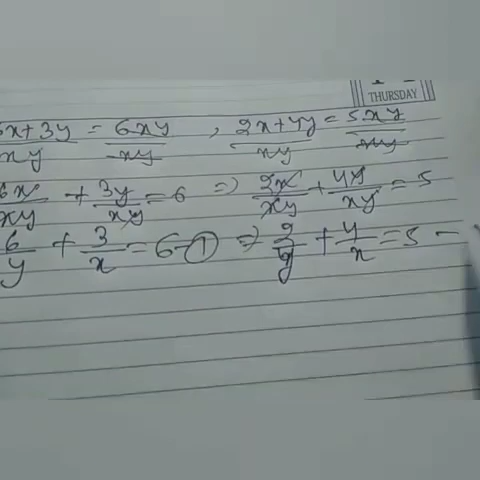 THURSDAY
6x+3y/xy = 6xy/xy , 2x+4y/xy = 5xy/xy
6x/xy + 3y/xy = 6 => 2x/xy + 4y/xy = 5
6/y + 3/x = 6 - ① => 2/y + 4/x = 5 -